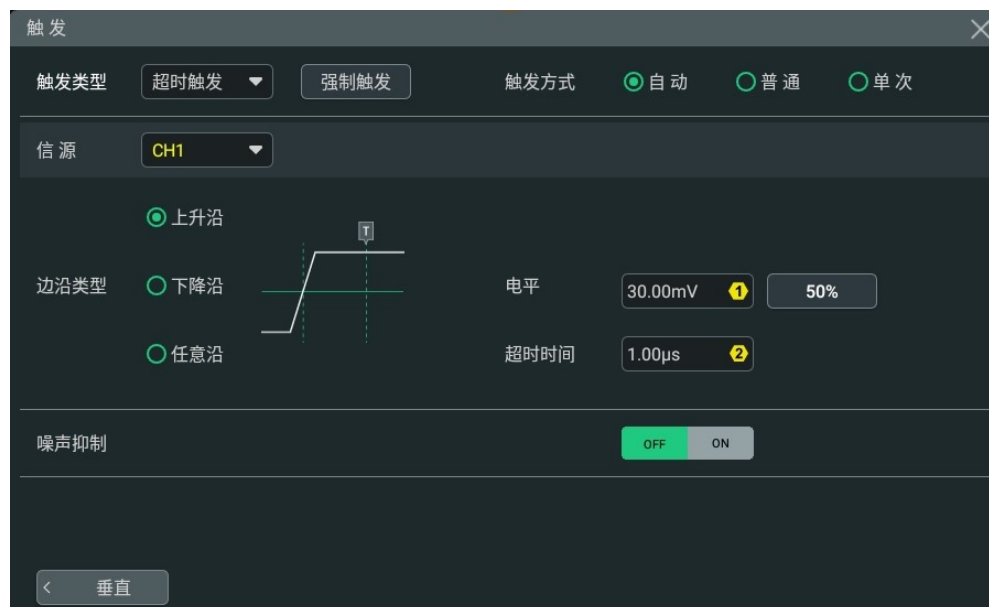 触发
触发类型 超时触发 强制触发 触发方式 自动 普通 单次
信源 CH1
上升沿
T
边沿类型 下降沿 电平 30.00mV 1 50%
任意沿 超时时间 1.00μs 2
噪声抑制 OFF ON
垂直